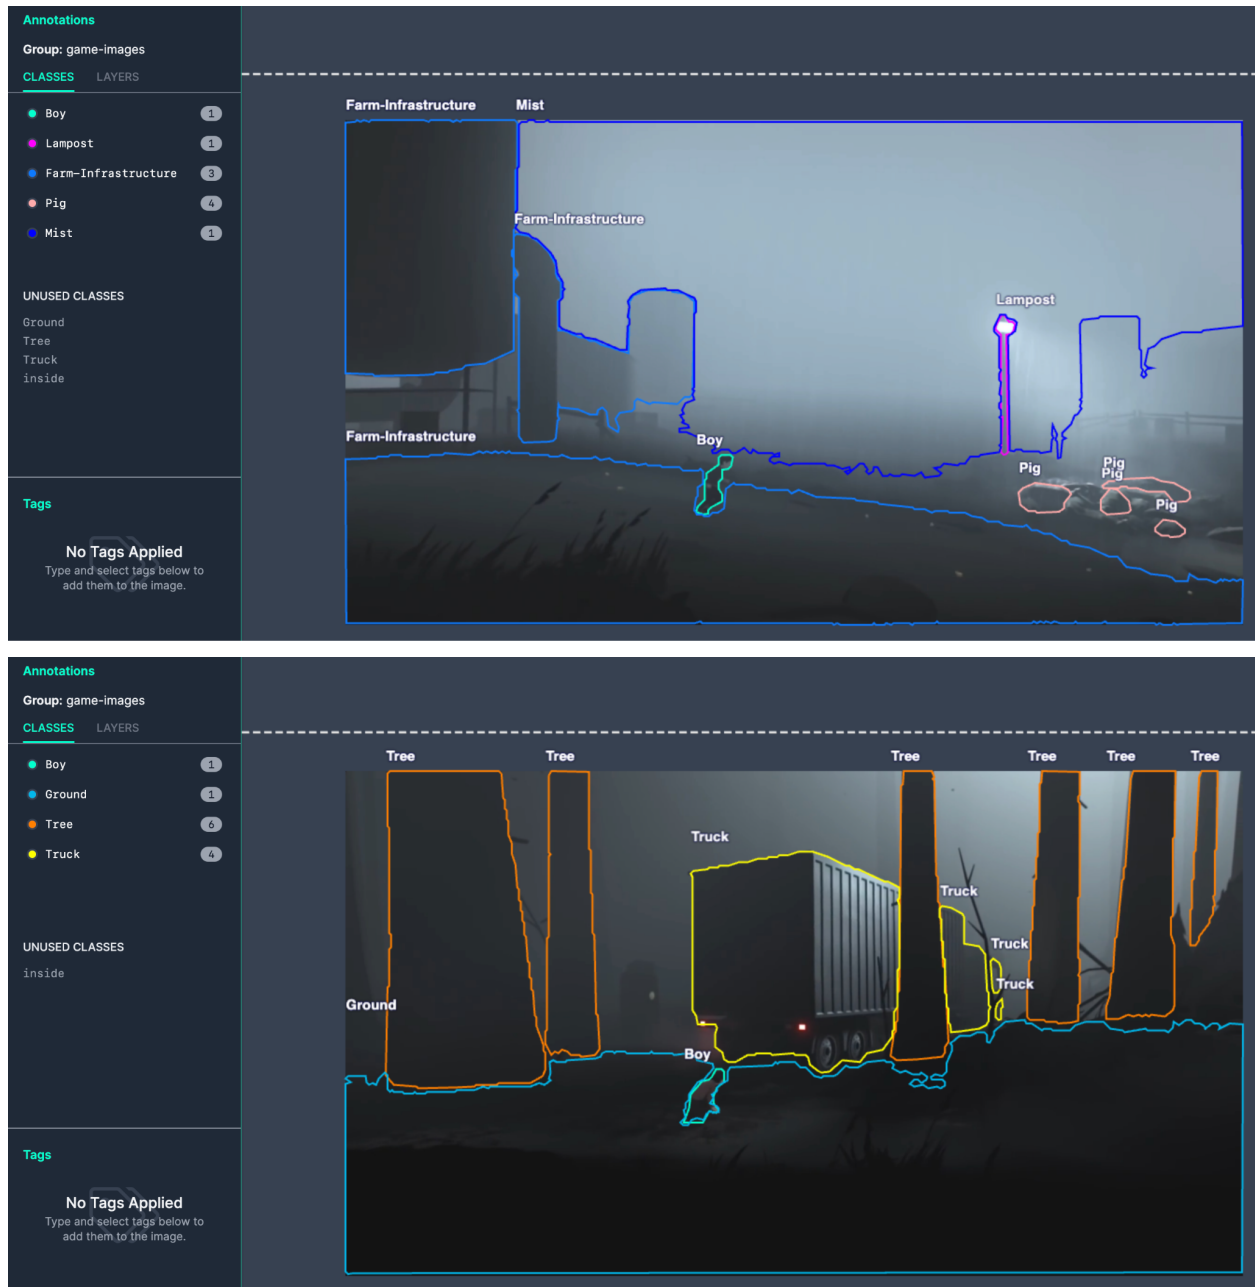 Annotations
Group: game-images
CLASSES LAYERS
Boy 1
Lampost 1
Farm-Infrastructure 3
Pig 4
Mist 1
UNUSED CLASSES
Ground
Tree
Truck
inside
Tags
No Tags Applied
Type and select tags below to
add them to the image.
Farm-Infrastructure Mist
Farm-Infrastructure
Lampost
Farm-Infrastructure
Boy
Pig
Pig
Pig
Pig
Annotations
Group: game-images
CLASSES LAYERS
Boy 1
Ground 1
Tree 6
Truck 4
UNUSED CLASSES
inside
Tags
No Tags Applied
Type and select tags below to
add them to the image.
Tree Tree Tree Tree Tree Tree
Truck
Truck
Truck
Truck
Ground
Boy